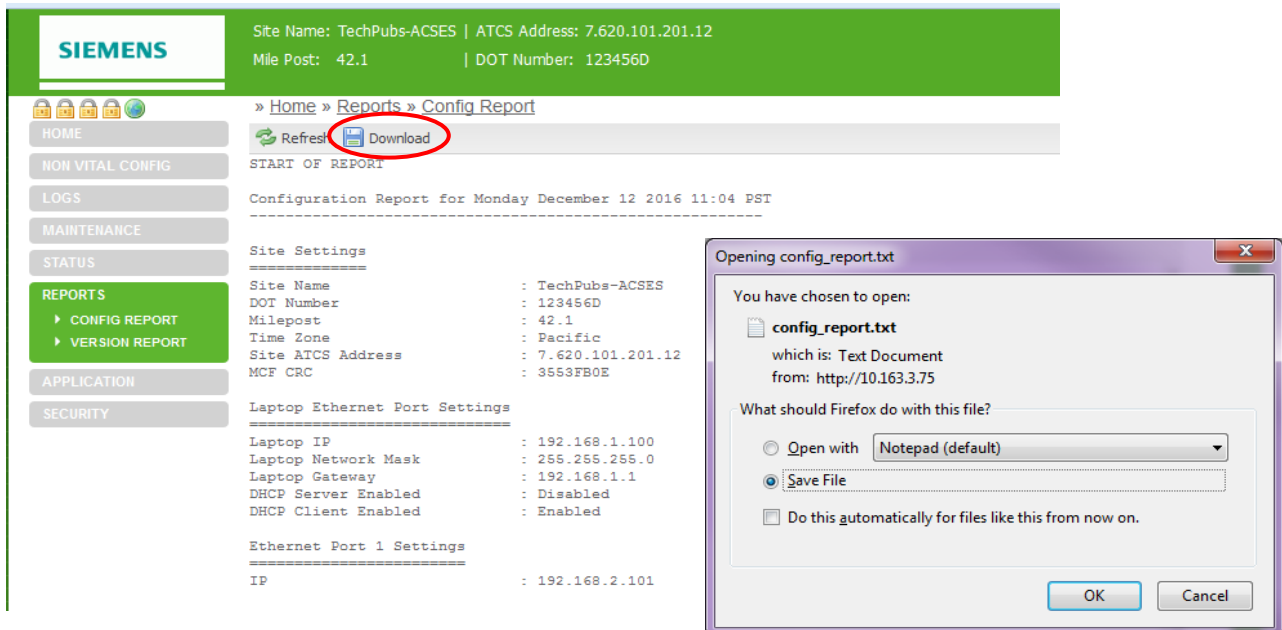 SIEMENS
Site Name: TechPubs-ACSES | ATCS Address: 7.620.101.201.12
Mile Post: 42.1 | DOT Number: 123456D
» Home » Reports » Config Report
HOME
NON VITAL CONFIG
LOGS
MAINTENANCE
STATUS
REPORTS
CONFIG REPORT
VERSION REPORT
APPLICATION
SECURITY
Refresh Download
START OF REPORT
Configuration Report for Monday December 12 2016 11:04 PST
---------------------------------------------------------
Site Settings
=============
Site Name : TechPubs-ACSES
DOT Number : 123456D
Milepost : 42.1
Time Zone : Pacific
Site ATCS Address : 7.620.101.201.12
MCF CRC : 3553FB0E
Laptop Ethernet Port Settings
=============================
Laptop IP : 192.168.1.100
Laptop Network Mask : 255.255.255.0
Laptop Gateway : 192.168.1.1
DHCP Server Enabled : Disabled
DHCP Client Enabled : Enabled
Ethernet Port 1 Settings
========================
IP : 192.168.2.101
Opening config_report.txt
x
You have chosen to open:
config_report.txt
which is: Text Document
from: http://10.163.3.75
What should Firefox do with this file?
Open with Notepad (default)
Save File
Do this automatically for files like this from now on.
OK Cancel